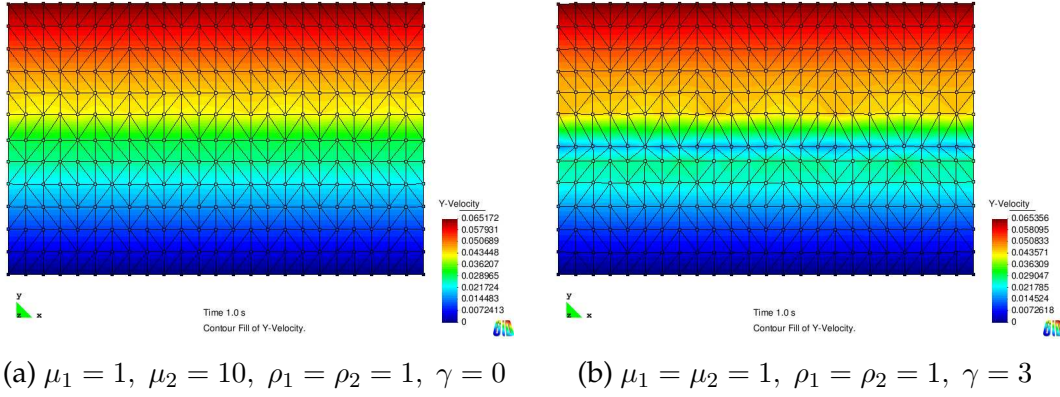 Y-Velocity
0.065172
0.057931
0.050689
0.043448
0.036207
0.028965
0.021724
0.014483
0.0072413
0
y
z x
Time 1.0 s
Contour Fill of Y-Velocity.
GiD
(a) μ₁ = 1, μ₂ = 10, ρ₁ = ρ₂ = 1, γ = 0
Y-Velocity
0.065356
0.058095
0.050833
0.043571
0.036309
0.029047
0.021785
0.014524
0.0072618
0
y
z x
Time 1.0 s
Contour Fill of Y-Velocity.
GiD
(b) μ₁ = μ₂ = 1, ρ₁ = ρ₂ = 1, γ = 3